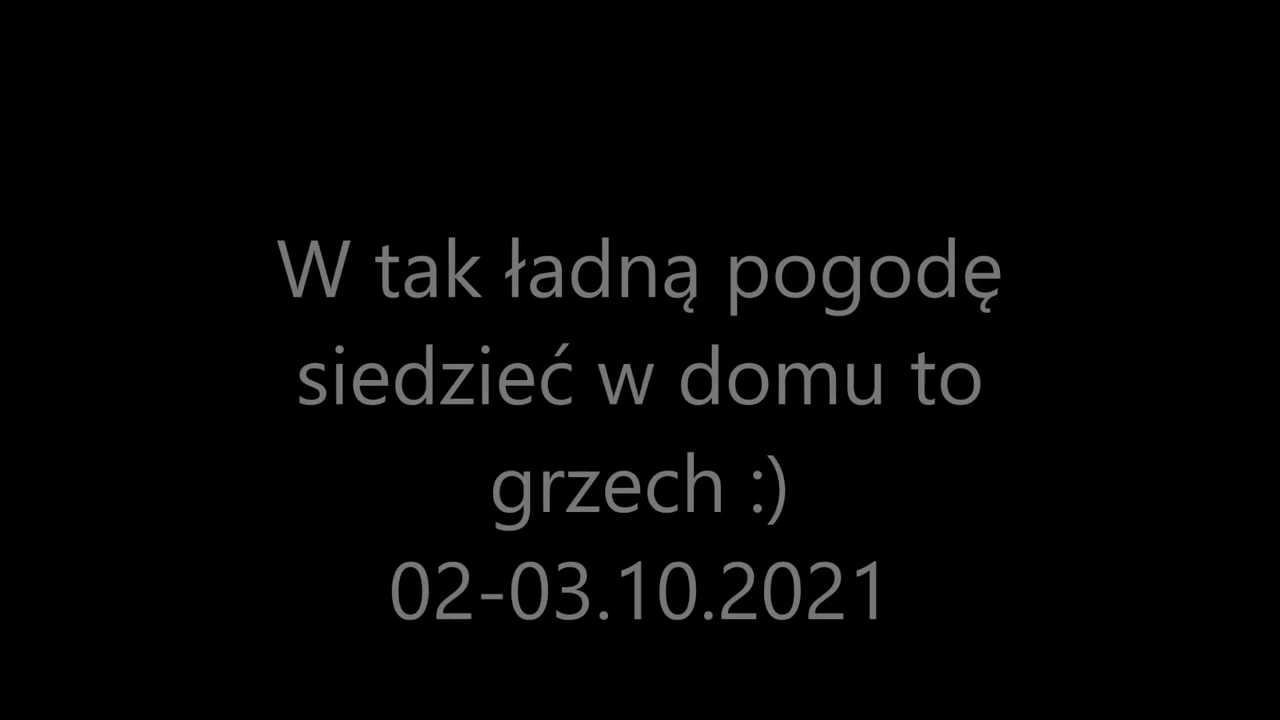 W tak ładną pogodę
siedzieć w domu to
grzech :)
02-03.10.2021